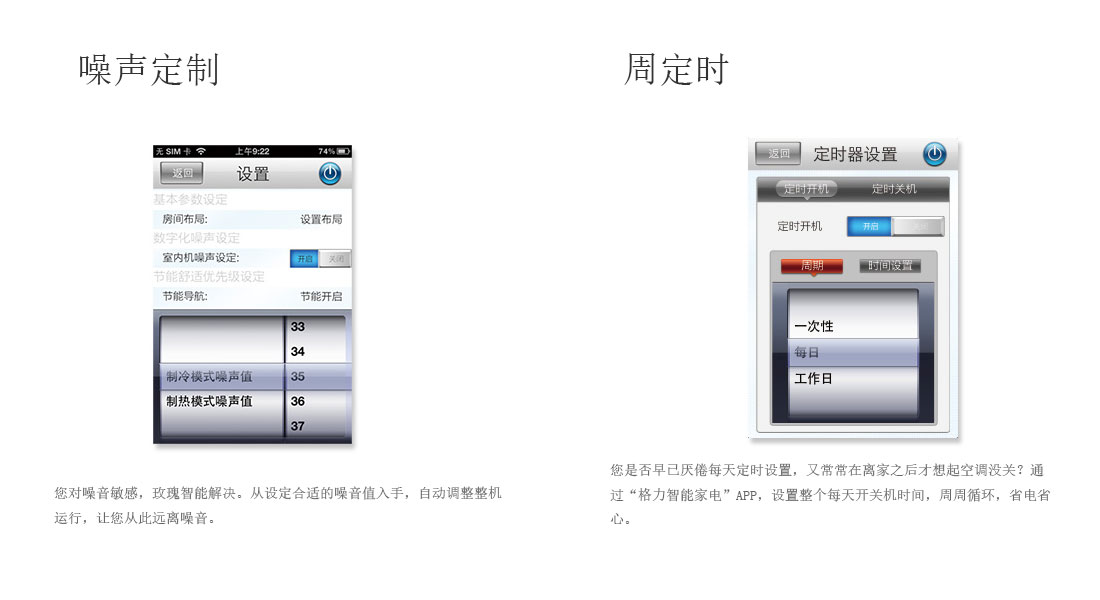 噪声定制
无 SIM 卡 上午9:22 74%
返回 设置
基本参数设定
房间布局: 设置布局
数字化噪声设定
室内机噪声设定: 开启 关闭
节能舒适优先级设定
节能导航: 节能开启
33
34
制冷模式噪声值 35
制热模式噪声值 36
37
您对噪音敏感，玫瑰智能解决。从设定合适的噪音值入手，自动调整整机
运行，让您从此远离噪音。
周定时
返回 定时器设置
定时开机 定时关机
定时开机 开启
周期 时间设置
一次性
每日
工作日
您是否早已厌倦每天定时设置，又常常在离家之后才想起空调没关？通
过“格力智能家电”APP，设置整个每天开关机时间，周周循环，省电省
心。